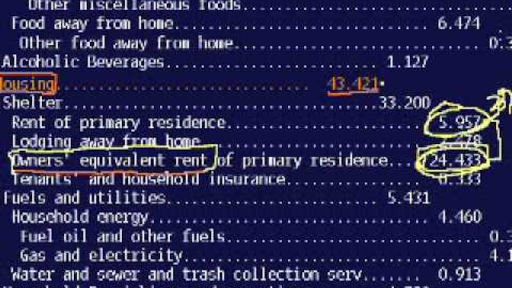 Other miscellaneous foods..................
Food away from home...................... 6.474
Other food away from home.......................... 0.3
Alcoholic Beverages................... 1.127
ousing.................................. 43.421
Shelter................................. 33.200
Rent of primary residence................ 5.957
Lodging away from home
Owners' equivalent rent of primary residence... 24.433
Tenants' and household insurance........... 0.333
Fuels and utilities.................... 5.431
Household energy......................... 4.460
Fuel oil and other fuels........................... 0.3
Gas and electricity................................ 4.1
Water and sewer and trash collection serv...... 0.913